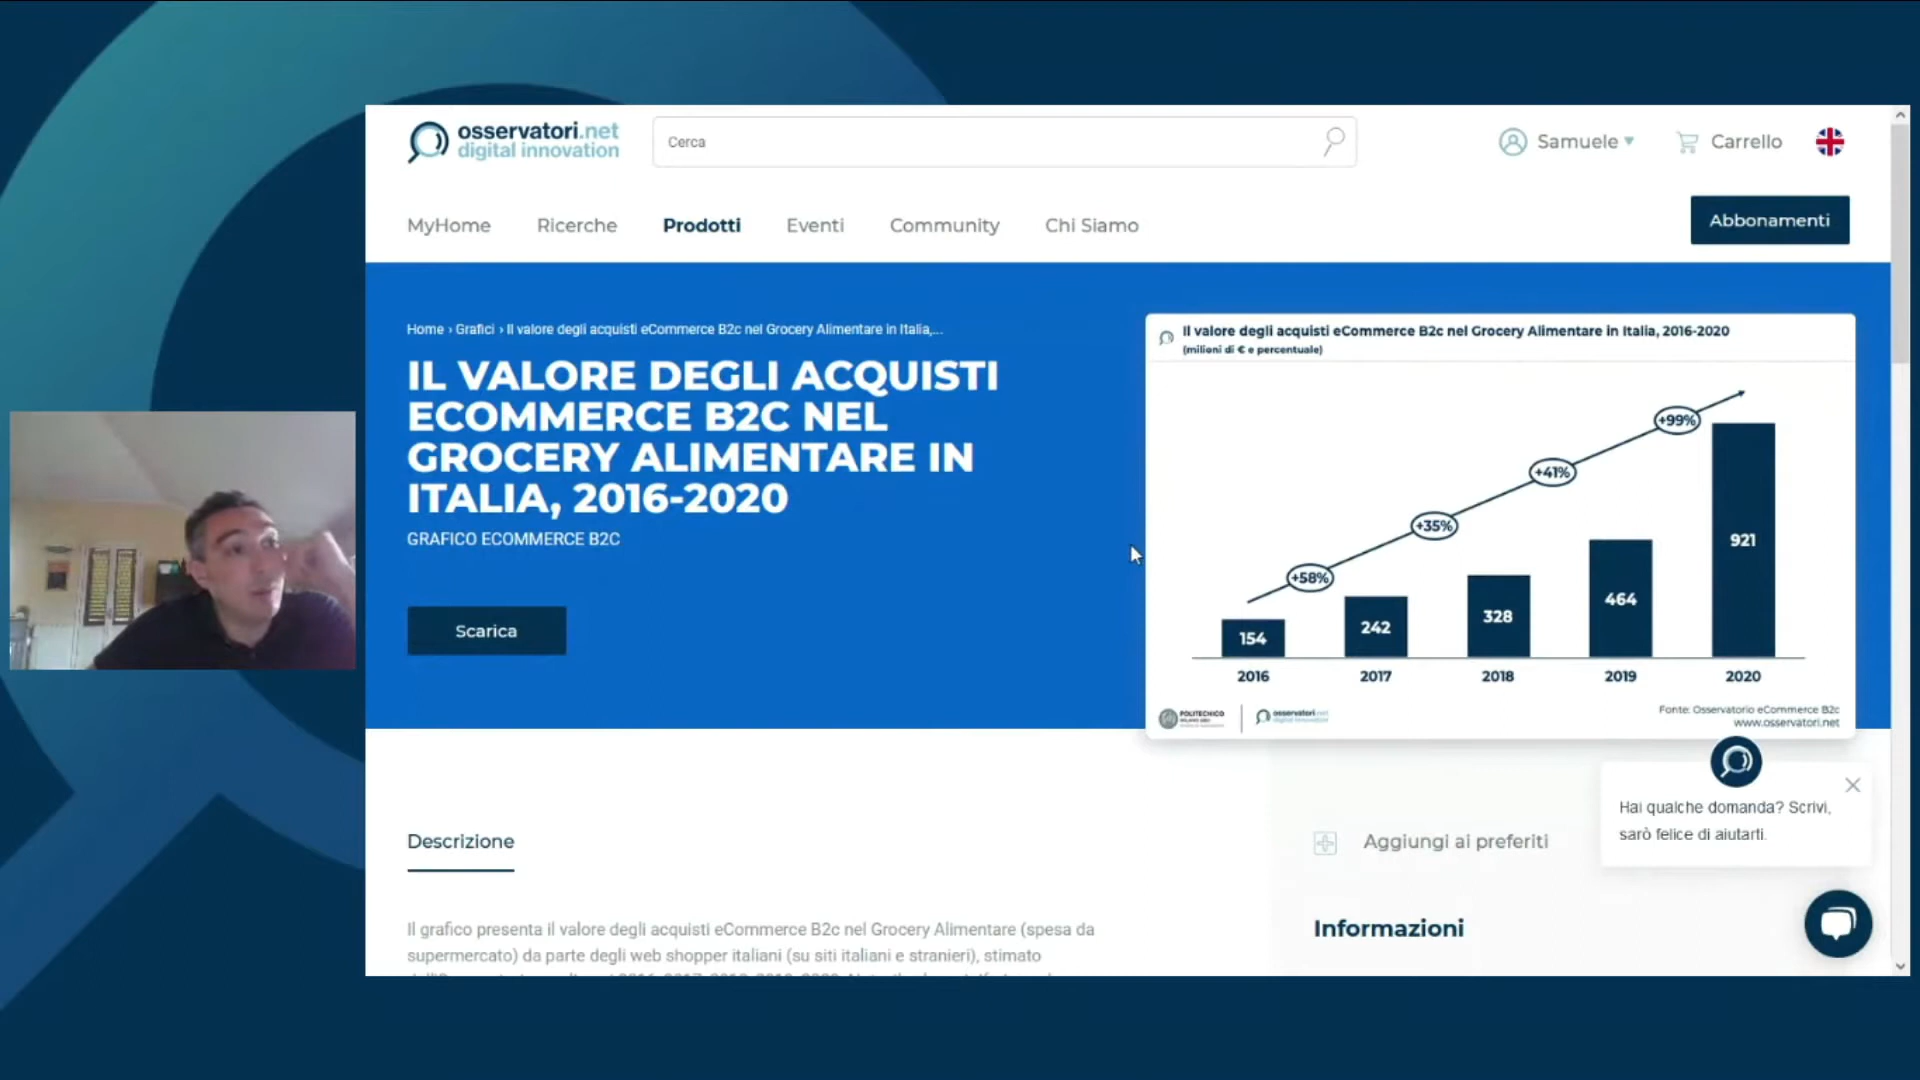 osservatori.net
digital innovation
Cerca
Samuele
Carrello
MyHome
Ricerche
Prodotti
Eventi
Community
Chi Siamo
Abbonamenti
Home › Grafici › Il valore degli acquisti eCommerce B2c nel Grocery Alimentare in Italia,...
IL VALORE DEGLI ACQUISTI
ECOMMERCE B2C NEL
GROCERY ALIMENTARE IN
ITALIA, 2016-2020
GRAFICO ECOMMERCE B2C
Scarica
Il valore degli acquisti eCommerce B2c nel Grocery Alimentare in Italia, 2016-2020
(milioni di € e percentuale)
+58%
+35%
+41%
+99%
154
242
328
464
921
2016
2017
2018
2019
2020
POLITECNICO
osservatori.net
digital innovation
Fonte: Osservatorio eCommerce B2c
www.osservatori.net
Hai qualche domanda? Scrivi,
sarò felice di aiutarti.
Descrizione
Aggiungi ai preferiti
Informazioni
Il grafico presenta il valore degli acquisti eCommerce B2c nel Grocery Alimentare (spesa da
supermercato) da parte degli web shopper italiani (su siti italiani e stranieri), stimato